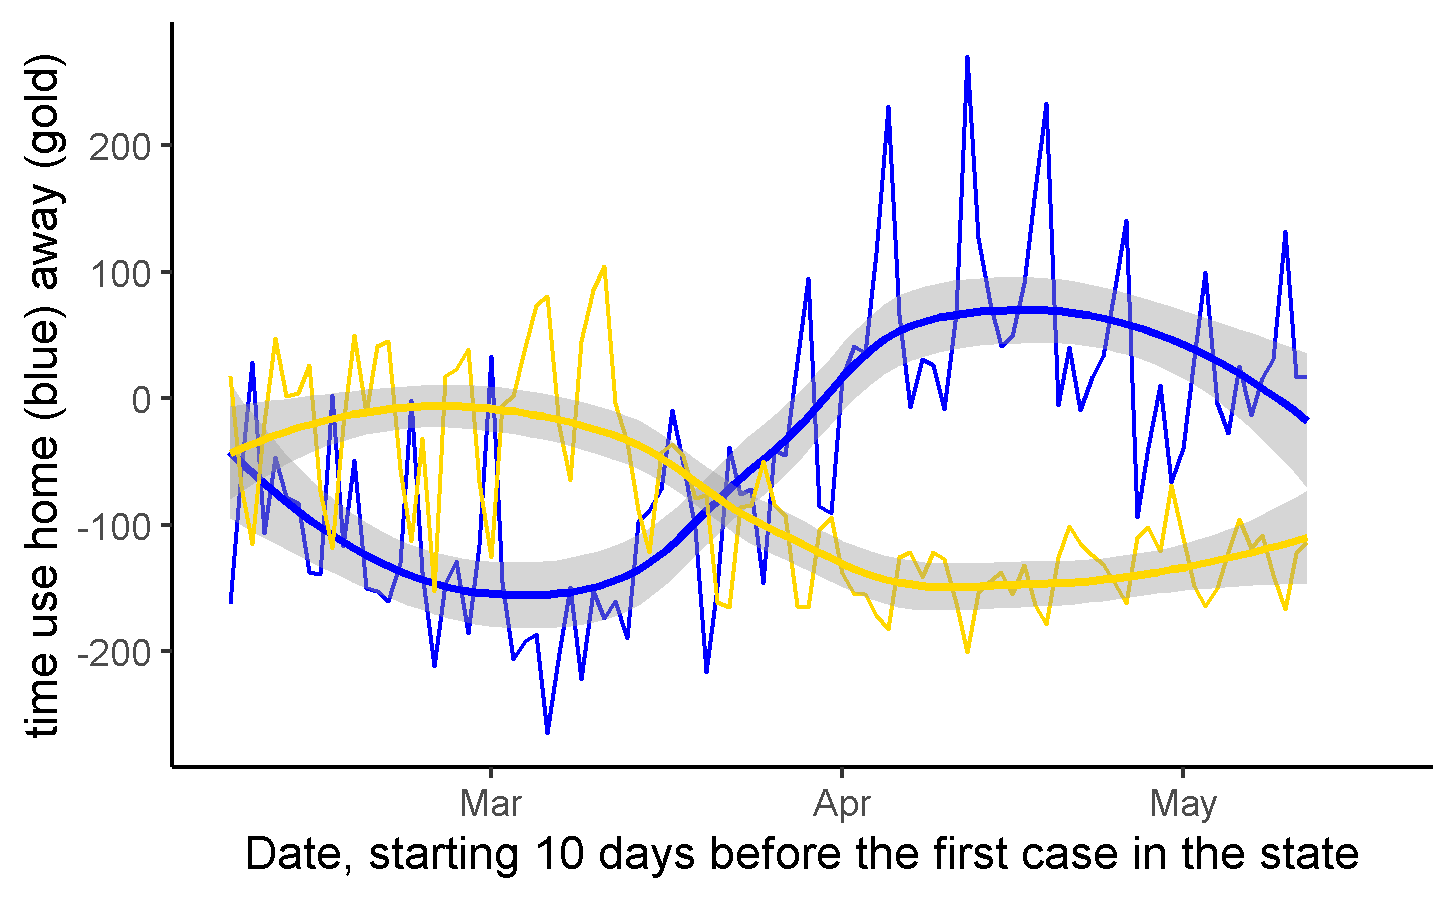 time use home (blue) away (gold)
200
100
0
-100
-200
Mar Apr May
Date, starting 10 days before the first case in the state